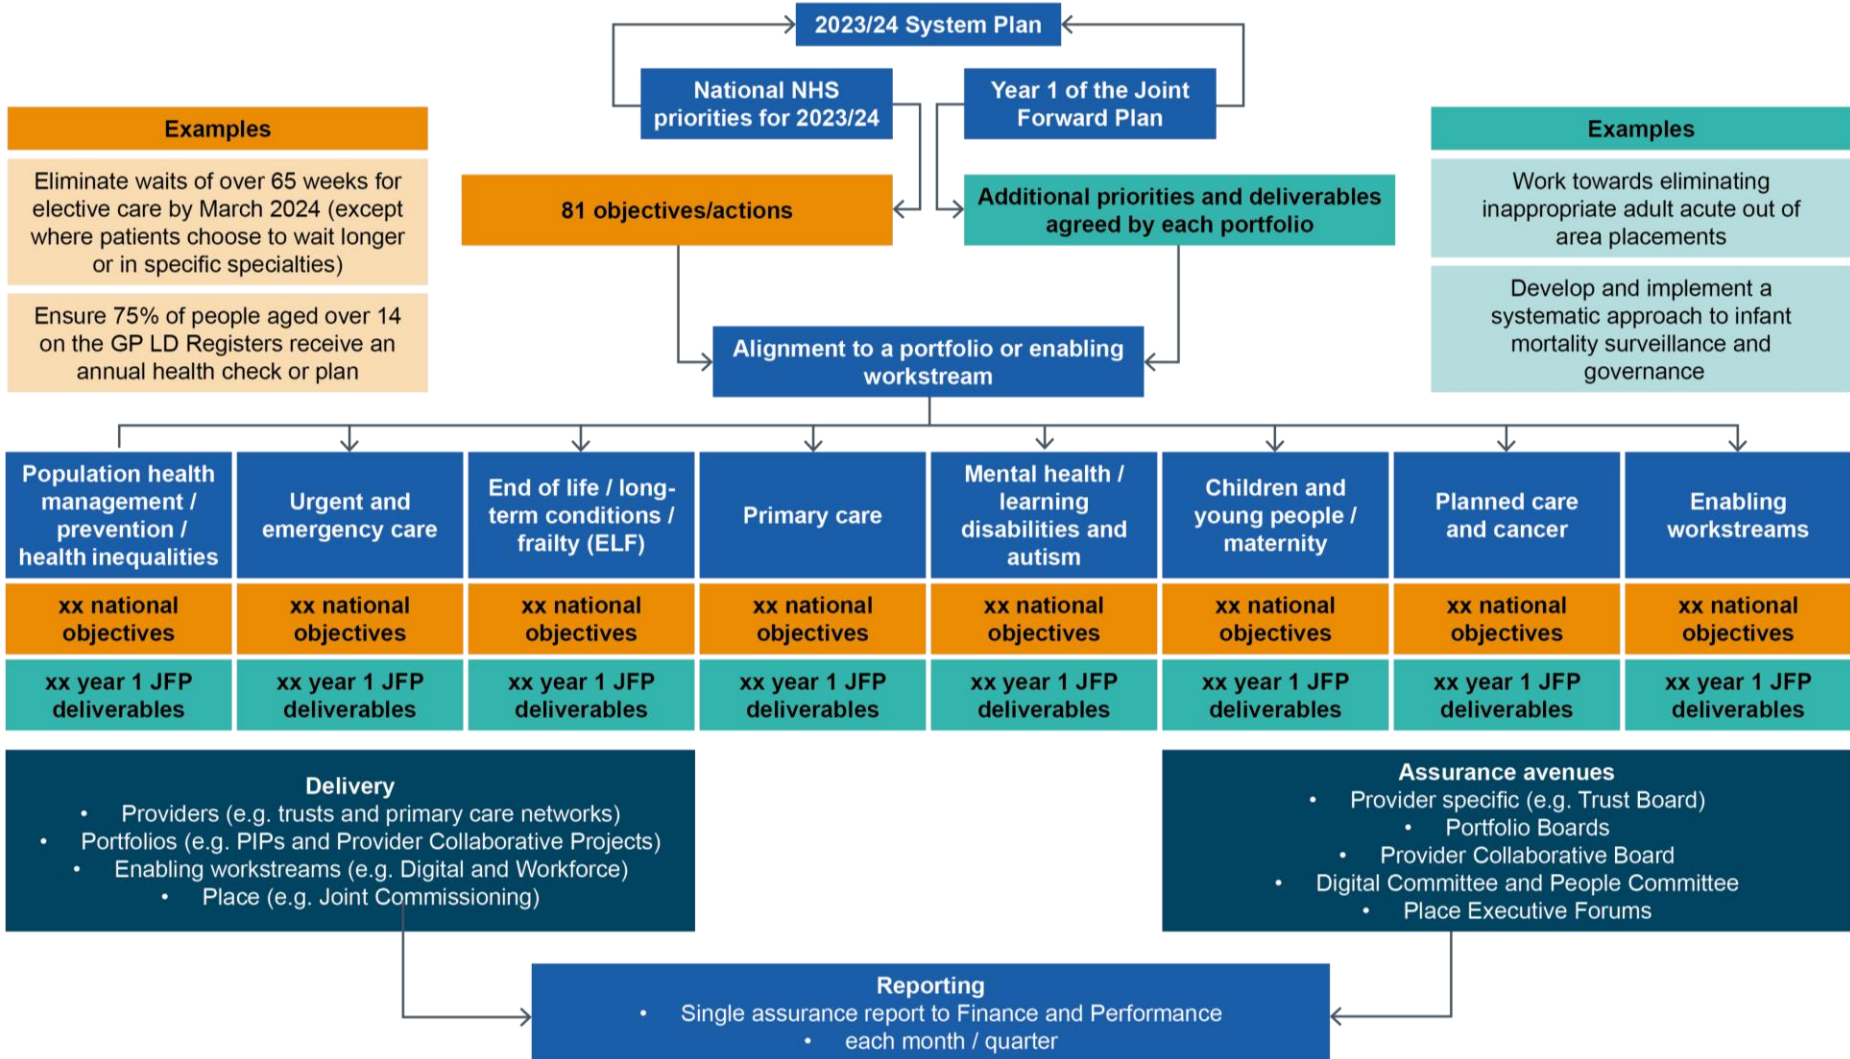 2023/24 System Plan
National NHS
priorities for 2023/24
Year 1 of the Joint
Forward Plan
Examples
Eliminate waits of over 65 weeks for
elective care by March 2024 (except
where patients choose to wait longer
or in specific specialties)
Ensure 75% of people aged over 14
on the GP LD Registers receive an
annual health check or plan
81 objectives/actions
Additional priorities and deliverables
agreed by each portfolio
Examples
Work towards eliminating
inappropriate adult acute out of
area placements
Develop and implement a
systematic approach to infant
mortality surveillance and
governance
Alignment to a portfolio or enabling
workstream
Population health
management /
prevention /
health inequalities
Urgent and
emergency care
End of life / long-
term conditions /
frailty (ELF)
Primary care
Mental health /
learning
disabilities and
autism
Children and
young people /
maternity
Planned care
and cancer
Enabling
workstreams
xx national
objectives
xx national
objectives
xx national
objectives
xx national
objectives
xx national
objectives
xx national
objectives
xx national
objectives
xx national
objectives
xx year 1 JFP
deliverables
xx year 1 JFP
deliverables
xx year 1 JFP
deliverables
xx year 1 JFP
deliverables
xx year 1 JFP
deliverables
xx year 1 JFP
deliverables
xx year 1 JFP
deliverables
xx year 1 JFP
deliverables
Delivery
• Providers (e.g. trusts and primary care networks)
• Portfolios (e.g. PIPs and Provider Collaborative Projects)
• Enabling workstreams (e.g. Digital and Workforce)
• Place (e.g. Joint Commissioning)
Assurance avenues
• Provider specific (e.g. Trust Board)
• Portfolio Boards
• Provider Collaborative Board
• Digital Committee and People Committee
• Place Executive Forums
Reporting
• Single assurance report to Finance and Performance
• each month / quarter